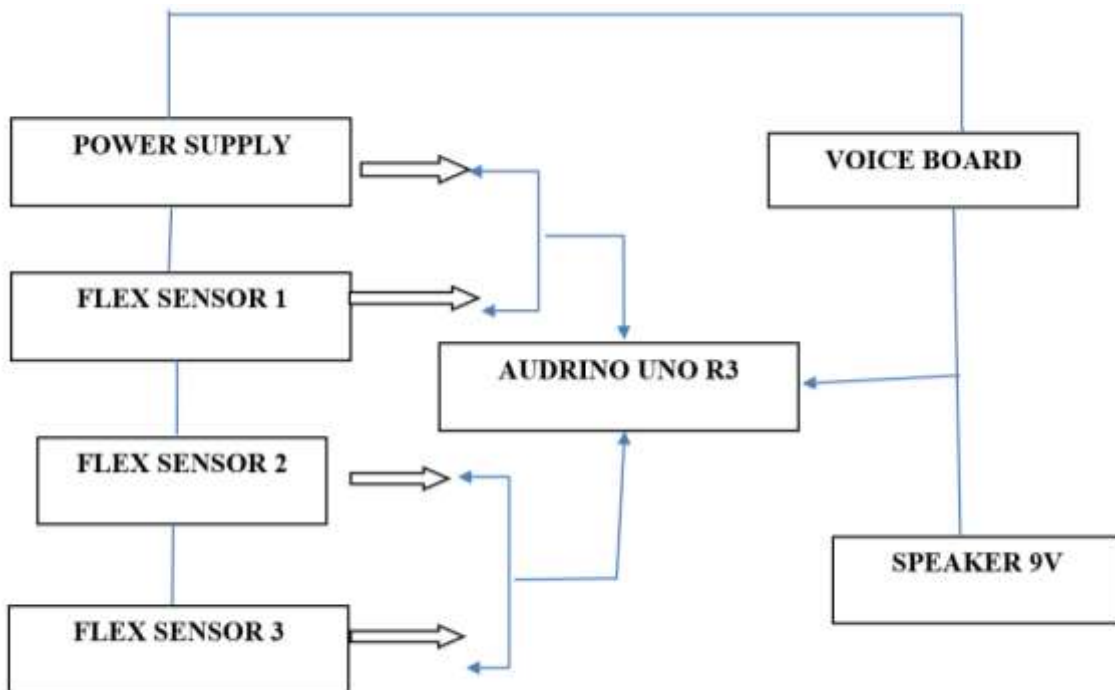 POWER SUPPLY
VOICE BOARD
FLEX SENSOR 1
AUDRINO UNO R3
FLEX SENSOR 2
SPEAKER 9V
FLEX SENSOR 3